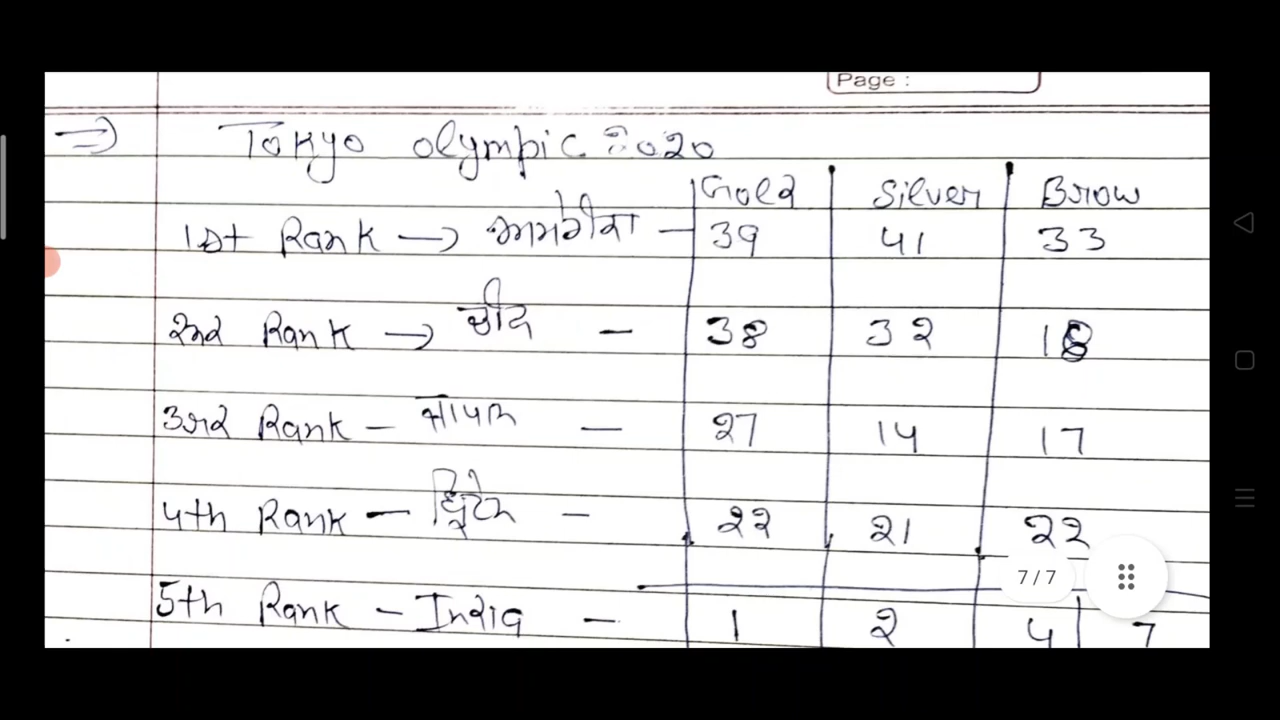 Page :
=> Tokyo olympic 2020
Gold Silver Brow
1st Rank → अमेरीका — 39 41 33
2nd Rank → चीन — 38 32 18
3rd Rank — जापान — 27 14 17
4th Rank — ब्रिटेन — 22 21 22
7/7
5th Rank — India — 1 2 4 7